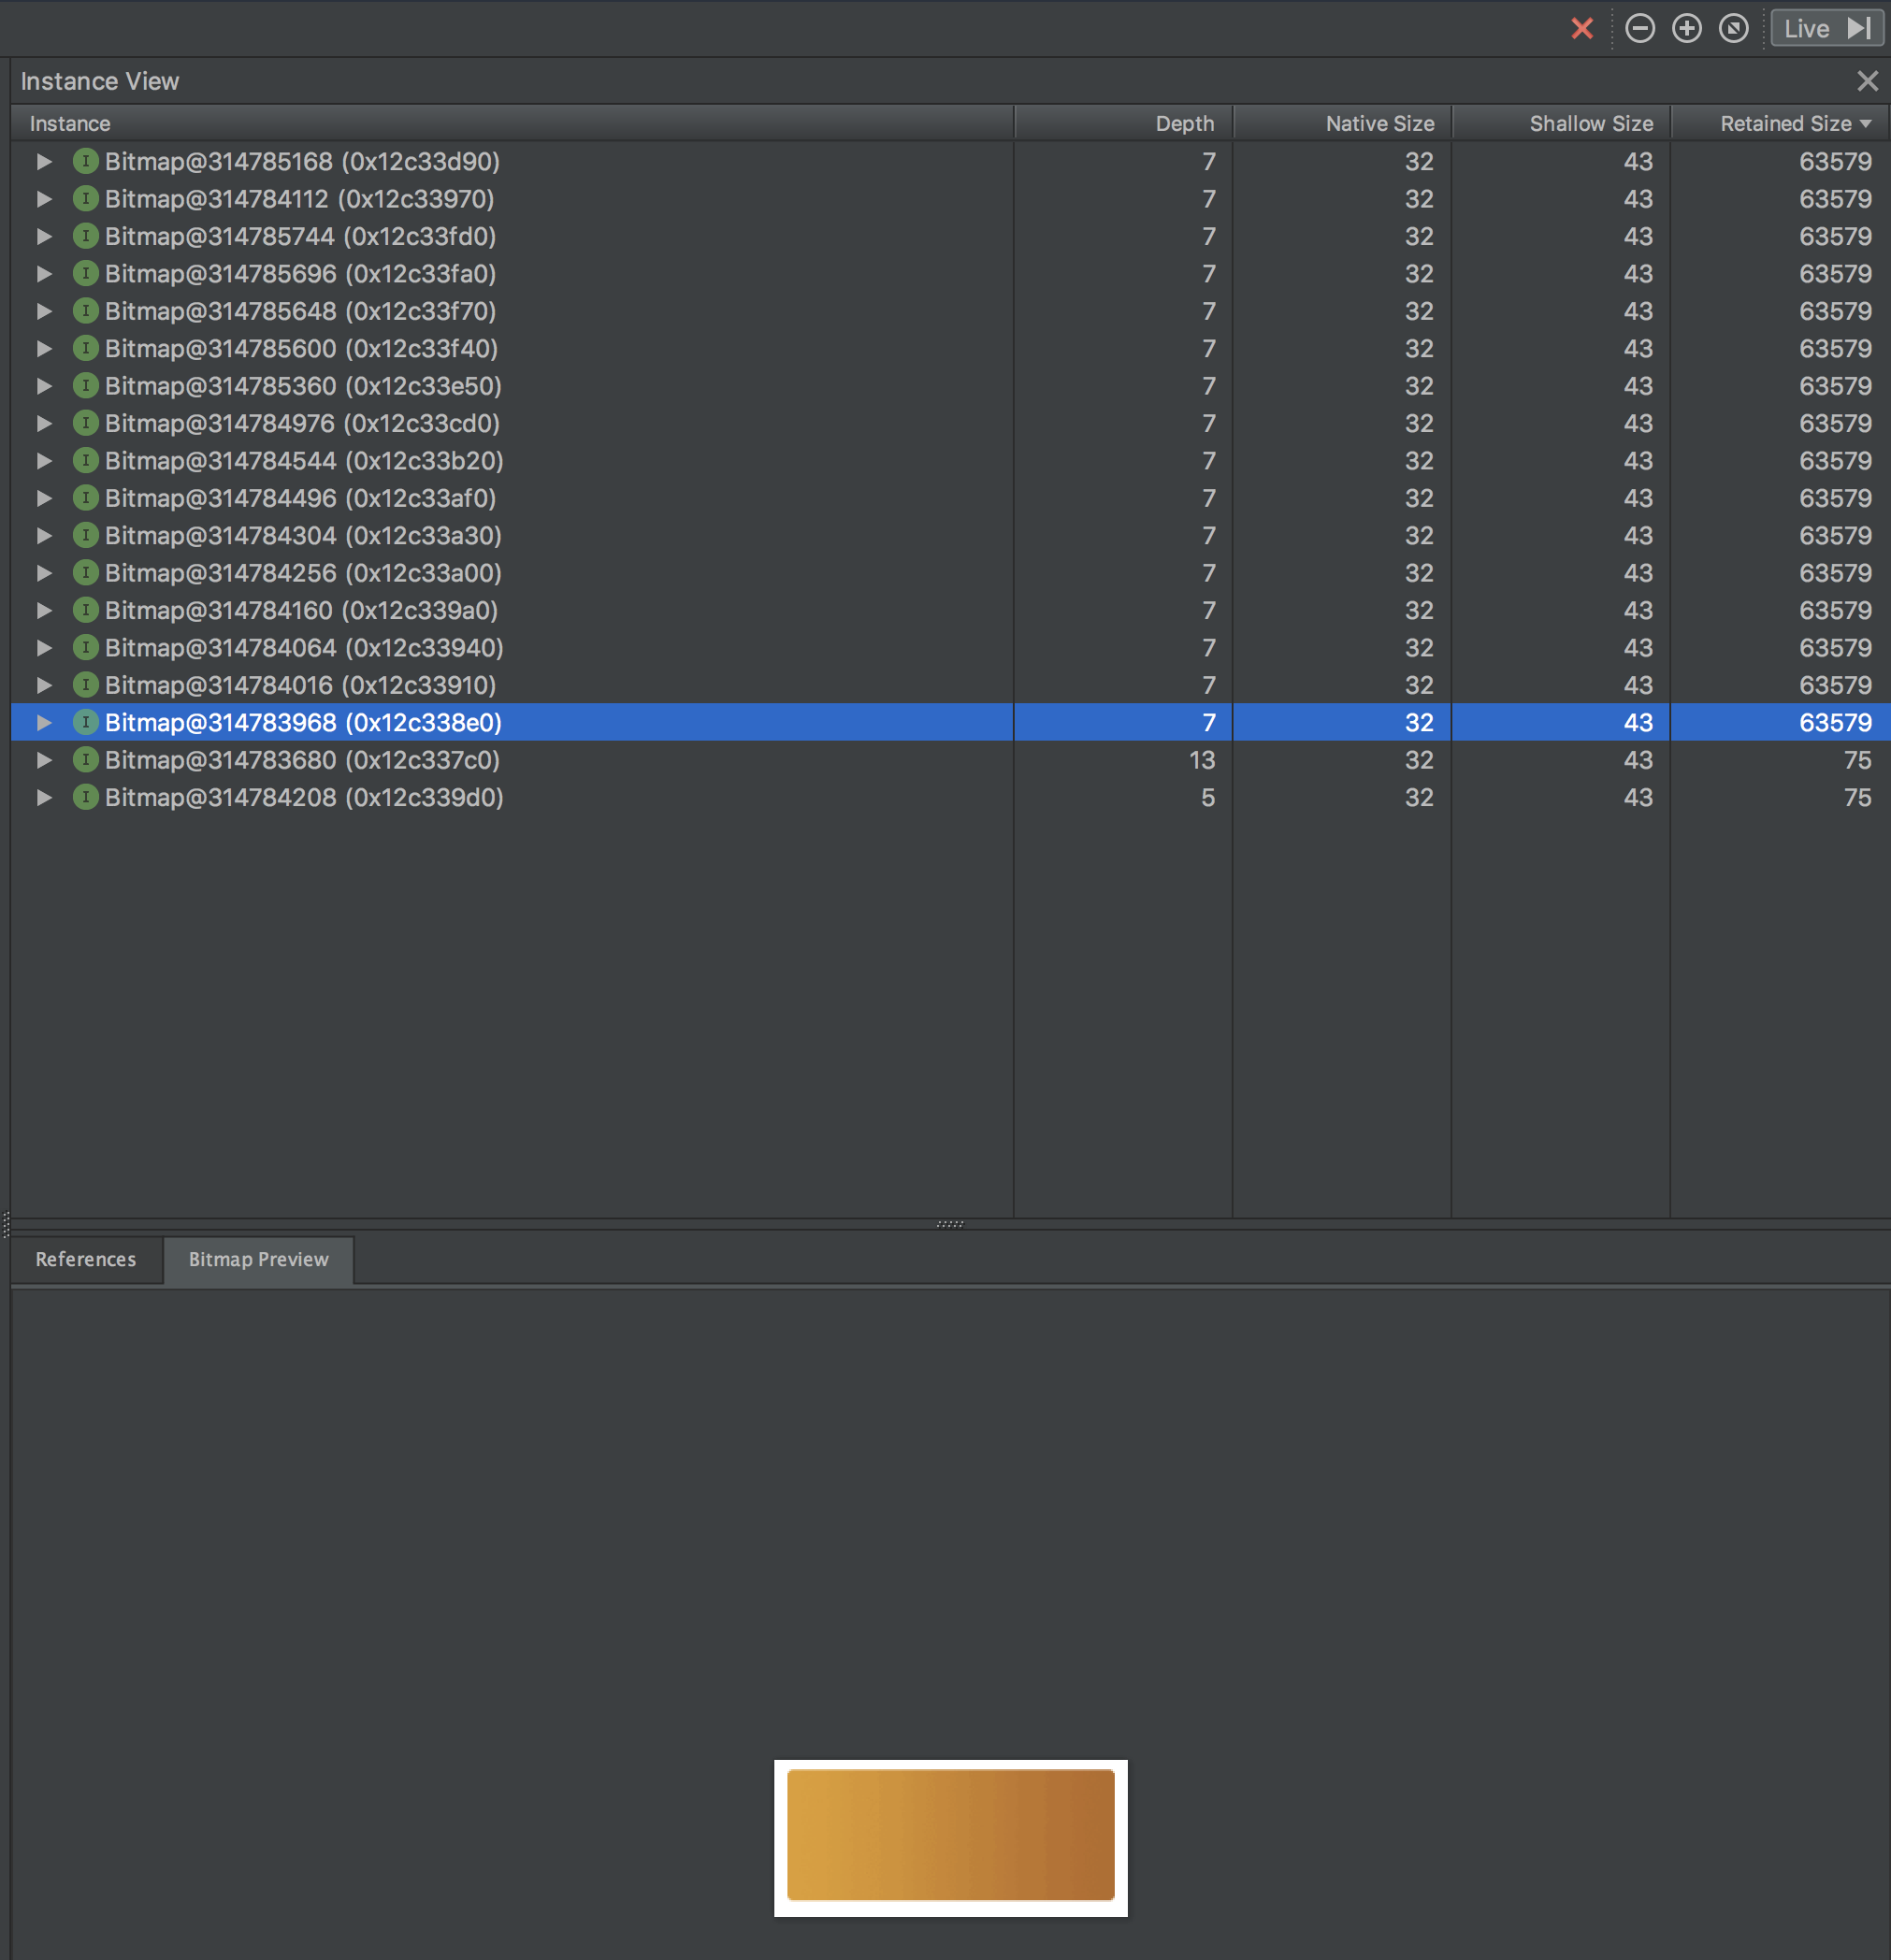 Live
Instance View
Instance Depth Native Size Shallow Size Retained Size
I Bitmap@314785168 (0x12c33d90) 7 32 43 63579
I Bitmap@314784112 (0x12c33970) 7 32 43 63579
I Bitmap@314785744 (0x12c33fd0) 7 32 43 63579
I Bitmap@314785696 (0x12c33fa0) 7 32 43 63579
I Bitmap@314785648 (0x12c33f70) 7 32 43 63579
I Bitmap@314785600 (0x12c33f40) 7 32 43 63579
I Bitmap@314785360 (0x12c33e50) 7 32 43 63579
I Bitmap@314784976 (0x12c33cd0) 7 32 43 63579
I Bitmap@314784544 (0x12c33b20) 7 32 43 63579
I Bitmap@314784496 (0x12c33af0) 7 32 43 63579
I Bitmap@314784304 (0x12c33a30) 7 32 43 63579
I Bitmap@314784256 (0x12c33a00) 7 32 43 63579
I Bitmap@314784160 (0x12c339a0) 7 32 43 63579
I Bitmap@314784064 (0x12c33940) 7 32 43 63579
I Bitmap@314784016 (0x12c33910) 7 32 43 63579
I Bitmap@314783968 (0x12c338e0) 7 32 43 63579
I Bitmap@314783680 (0x12c337c0) 13 32 43 75
I Bitmap@314784208 (0x12c339d0) 5 32 43 75
References Bitmap Preview